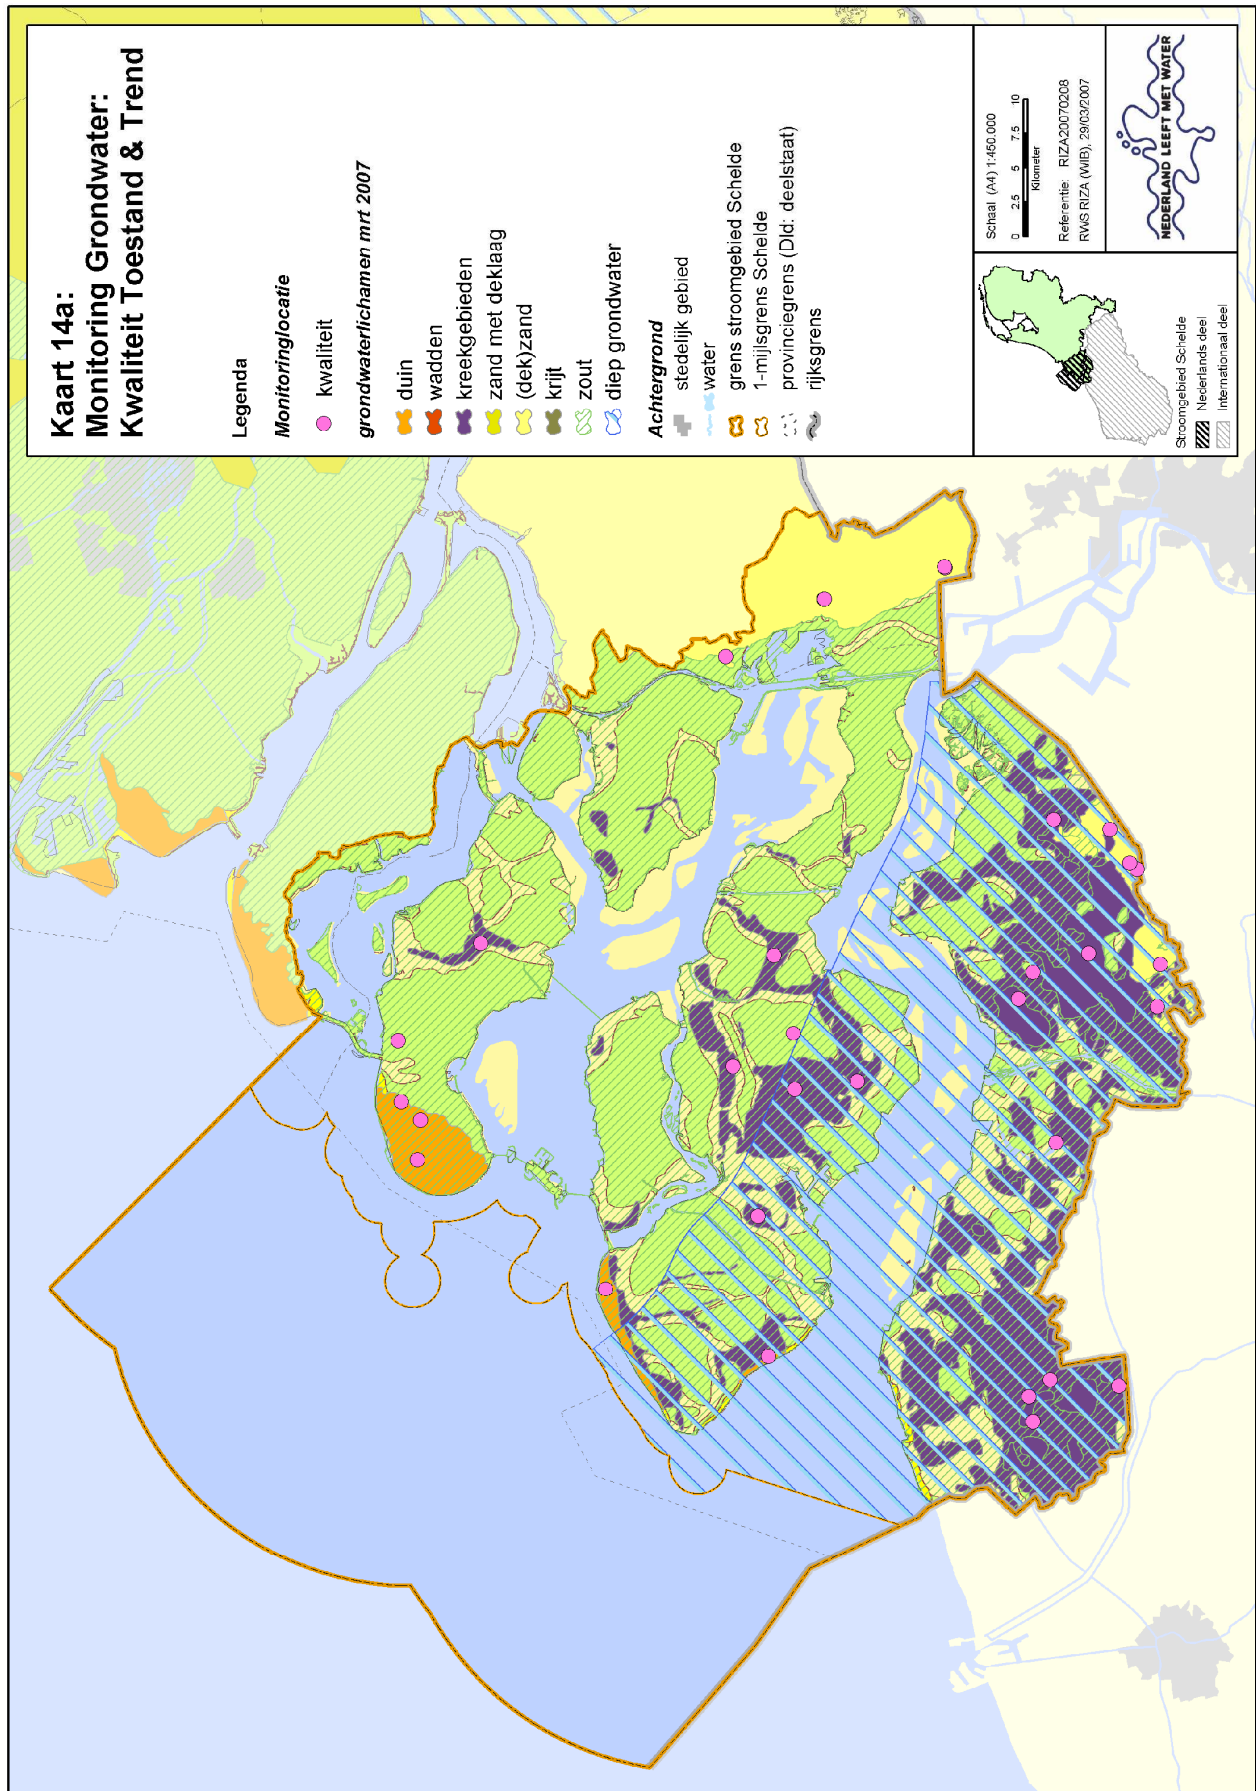 Kaart 14a:
Monitoring Grondwater:
Kwaliteit Toestand & Trend
Legenda
Monitoringlocatie
kwaliteit
grondwaterlichamen mrt 2007
duin
wadden
kreekgebieden
zand met deklaag
(dek)zand
krijt
zout
diep grondwater
Achtergrond
stedelijk gebied
water
grens stroomgebied Schelde
1-mijlsgrens Schelde
provinciegrens (Dld: deelstaat)
rijksgrens
Stroomgebied Schelde
Nederlands deel
Internationaal deel
Schaal (A4) 1:450.000
0 2.5 5 7.5 10
Kilometer
Referentie: RIZA20070208
RWS RIZA (WIB), 29/03/2007
NEDERLAND LEEFT MET WATER